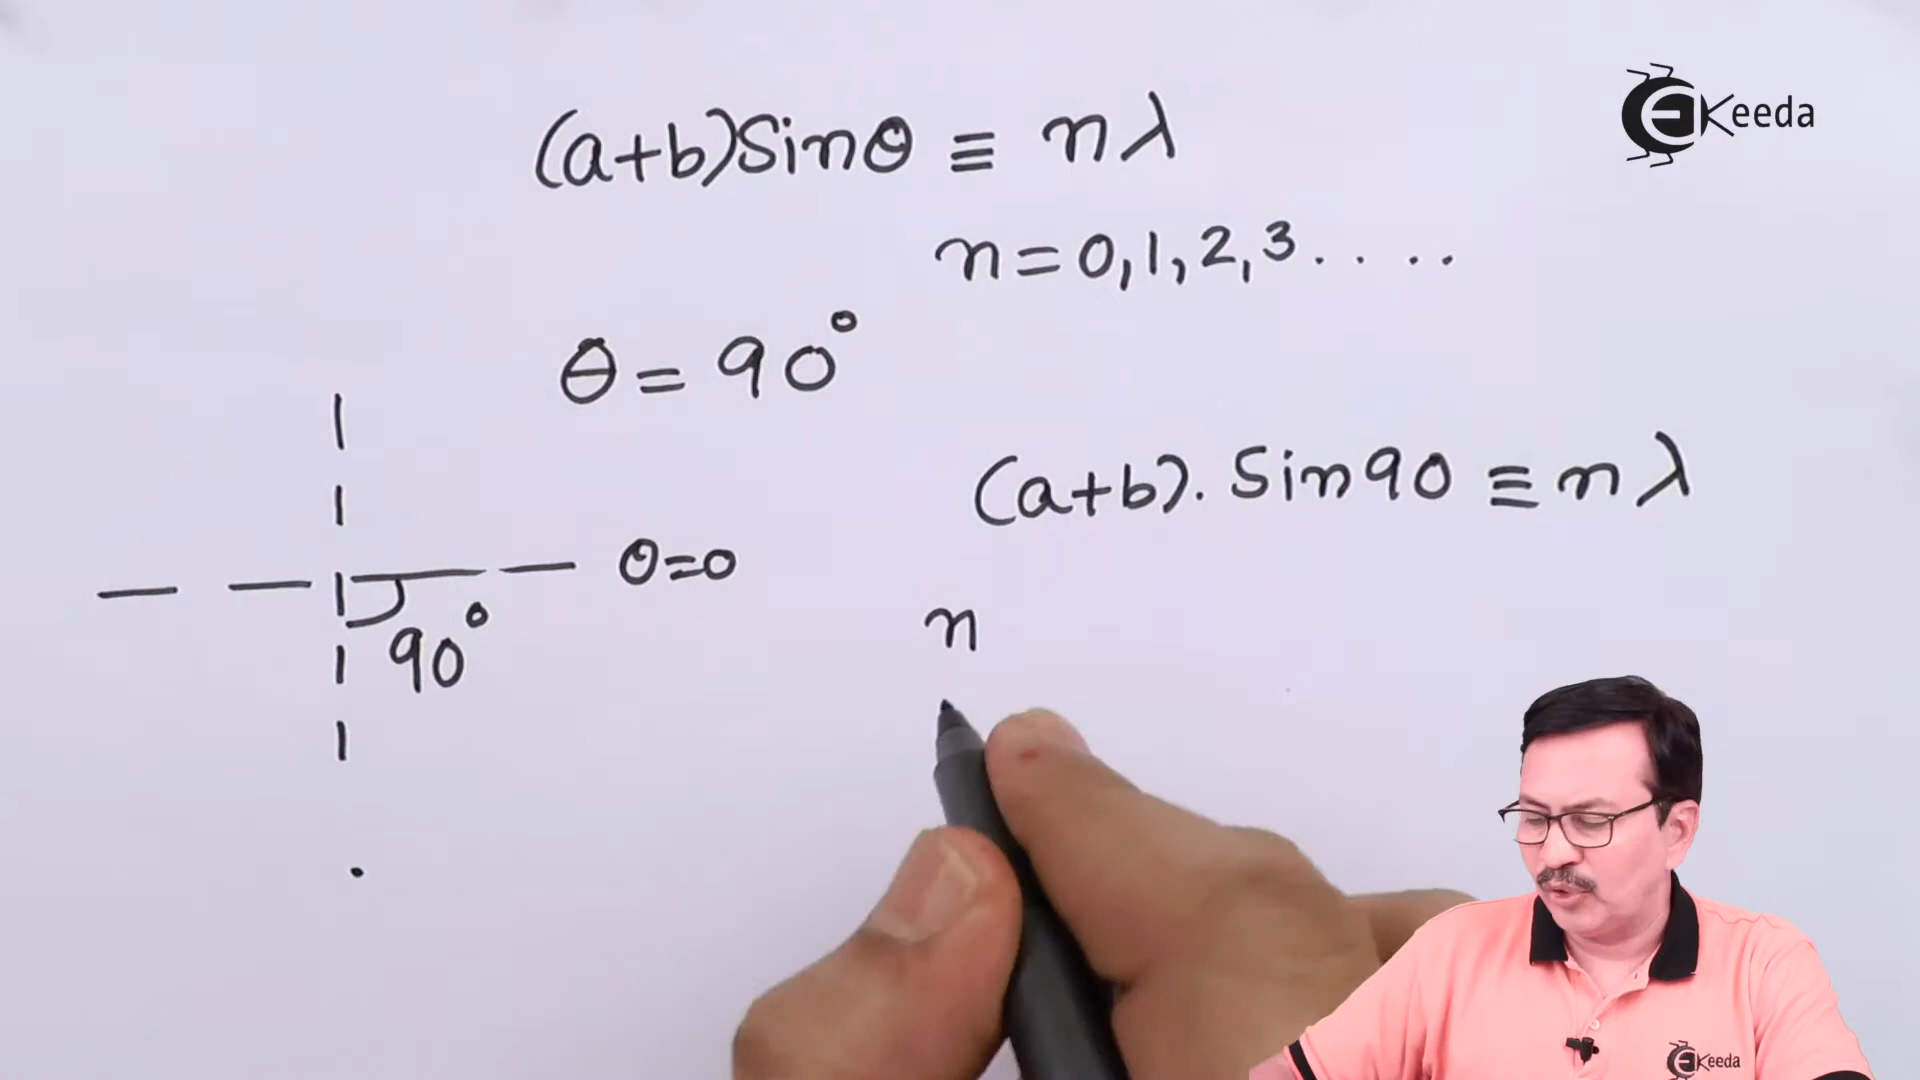 EKeeda
(a+b)Sinθ ≡ nλ
n=0,1,2,3.....
θ=90°
(a+b).Sin90 ≡ nλ
θ=0
90°
n
EKeeda